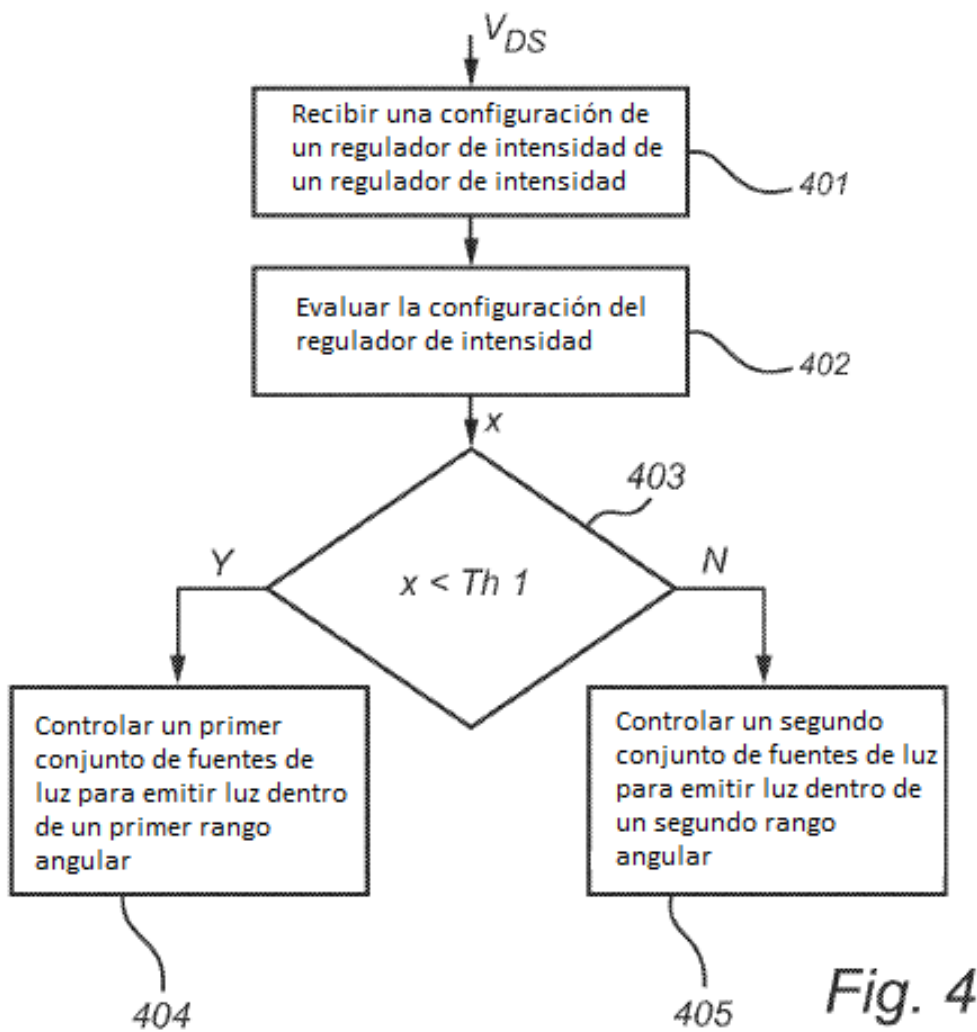 V_DS
Recibir una configuración de
un regulador de intensidad de
un regulador de intensidad
401
Evaluar la configuración del
regulador de intensidad
402
x
403
Y
x < Th 1
N
Controlar un primer
conjunto de fuentes de
luz para emitir luz dentro
de un primer rango
angular
Controlar un segundo
conjunto de fuentes de luz
para emitir luz dentro de
un segundo rango
angular
404
405
Fig. 4